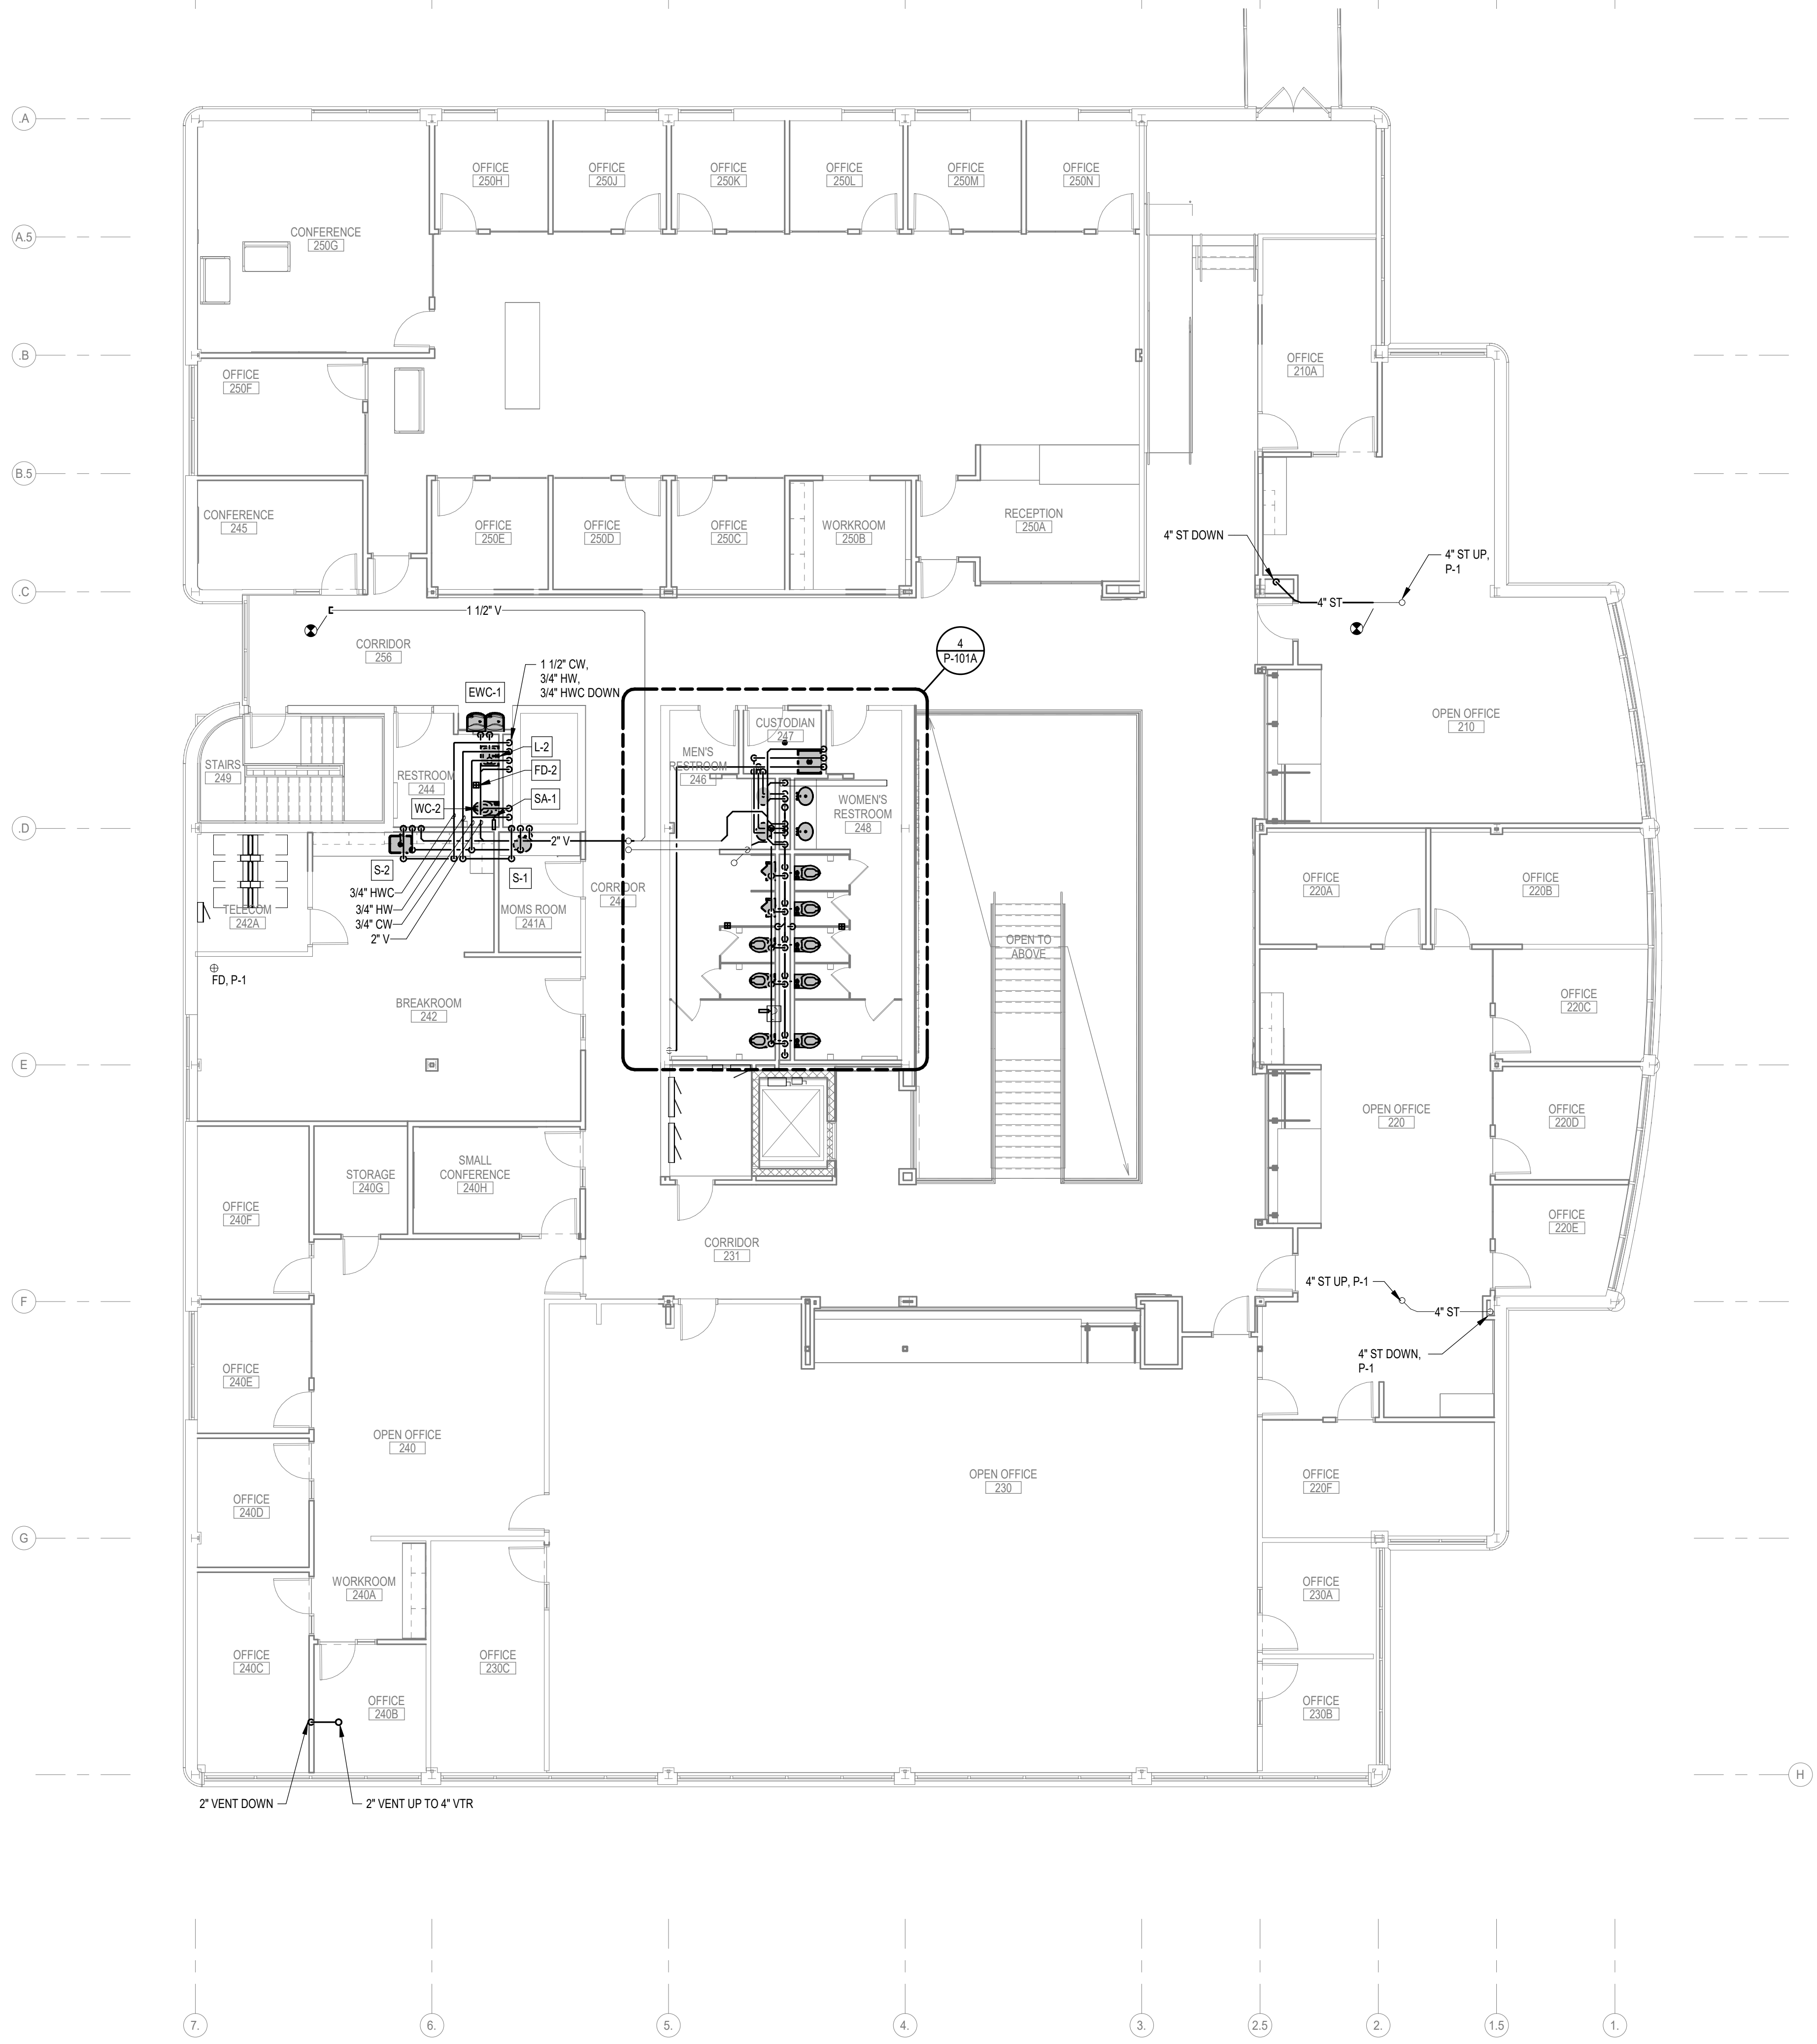 .A
OFFICE
250H
OFFICE
250J
OFFICE
250K
OFFICE
250L
OFFICE
250M
OFFICE
250N
A.5
CONFERENCE
250G
.B
OFFICE
250F
OFFICE
210A
B.5
CONFERENCE
245
OFFICE
250E
OFFICE
250D
OFFICE
250C
WORKROOM
250B
RECEPTION
250A
4" ST DOWN
4" ST UP,
P-1
4" ST
.C
1 1/2" V
CORRIDOR
256
4
P-101A
1 1/2" CW,
3/4" HW,
3/4" HWC DOWN
EWC-1
L-2
FD-2
SA-1
WC-2
STAIRS
249
RESTROOM
244
CUSTODIAN
247
MEN'S
RESTROOM
246
WOMEN'S
RESTROOM
248
OPEN OFFICE
210
.D
2" V
S-2
S-1
3/4" HWC
3/4" HW
3/4" CW
2" V
TELECOM
242A
MOMS ROOM
241A
CORRIDOR
24
OPEN TO
ABOVE
OFFICE
220A
OFFICE
220B
FD, P-1
BREAKROOM
242
OFFICE
220C
E
OPEN OFFICE
220
OFFICE
220D
STORAGE
240G
SMALL
CONFERENCE
240H
OFFICE
240F
OFFICE
220E
CORRIDOR
231
F
4" ST UP, P-1
4" ST
4" ST DOWN,
P-1
OFFICE
240E
OPEN OFFICE
240
OPEN OFFICE
230
OFFICE
220F
OFFICE
240D
G
WORKROOM
240A
OFFICE
230A
OFFICE
240C
OFFICE
230C
OFFICE
240B
OFFICE
230B
H
2" VENT DOWN
2" VENT UP TO 4" VTR
7.
6.
5.
4.
3.
2.5
2.
1.5
1.